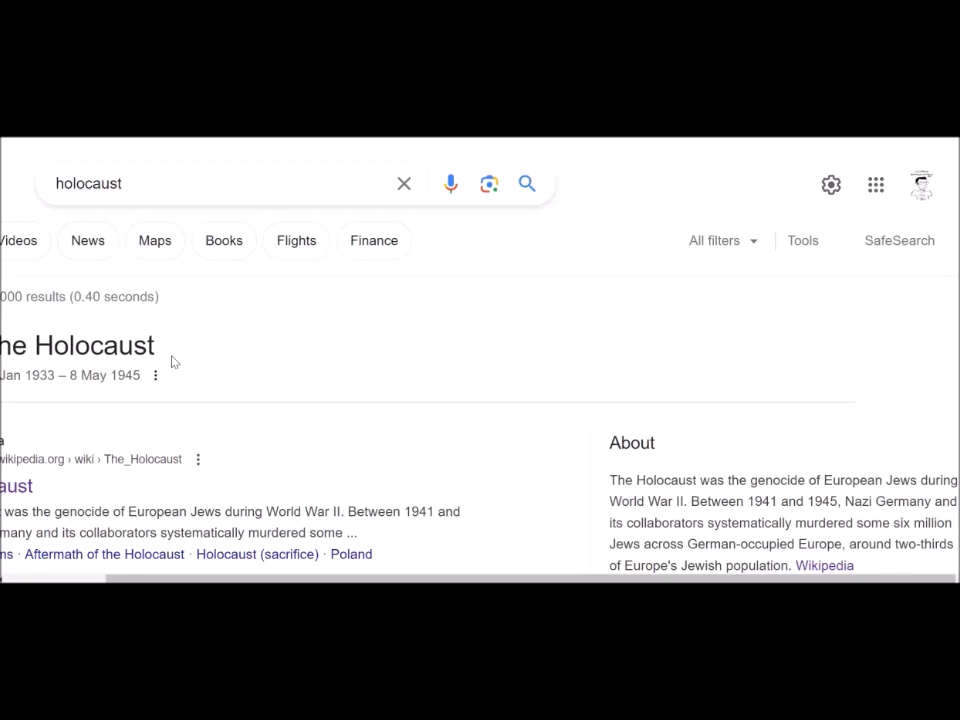 holocaust
Videos News Maps Books Flights Finance All filters Tools SafeSearch
000 results (0.40 seconds)
he Holocaust
Jan 1933 – 8 May 1945
a
wikipedia.org › wiki › The_Holocaust
aust
was the genocide of European Jews during World War II. Between 1941 and
many and its collaborators systematically murdered some ...
ms · Aftermath of the Holocaust · Holocaust (sacrifice) · Poland
About
The Holocaust was the genocide of European Jews during
World War II. Between 1941 and 1945, Nazi Germany and
its collaborators systematically murdered some six million
Jews across German-occupied Europe, around two-thirds
of Europe's Jewish population. Wikipedia